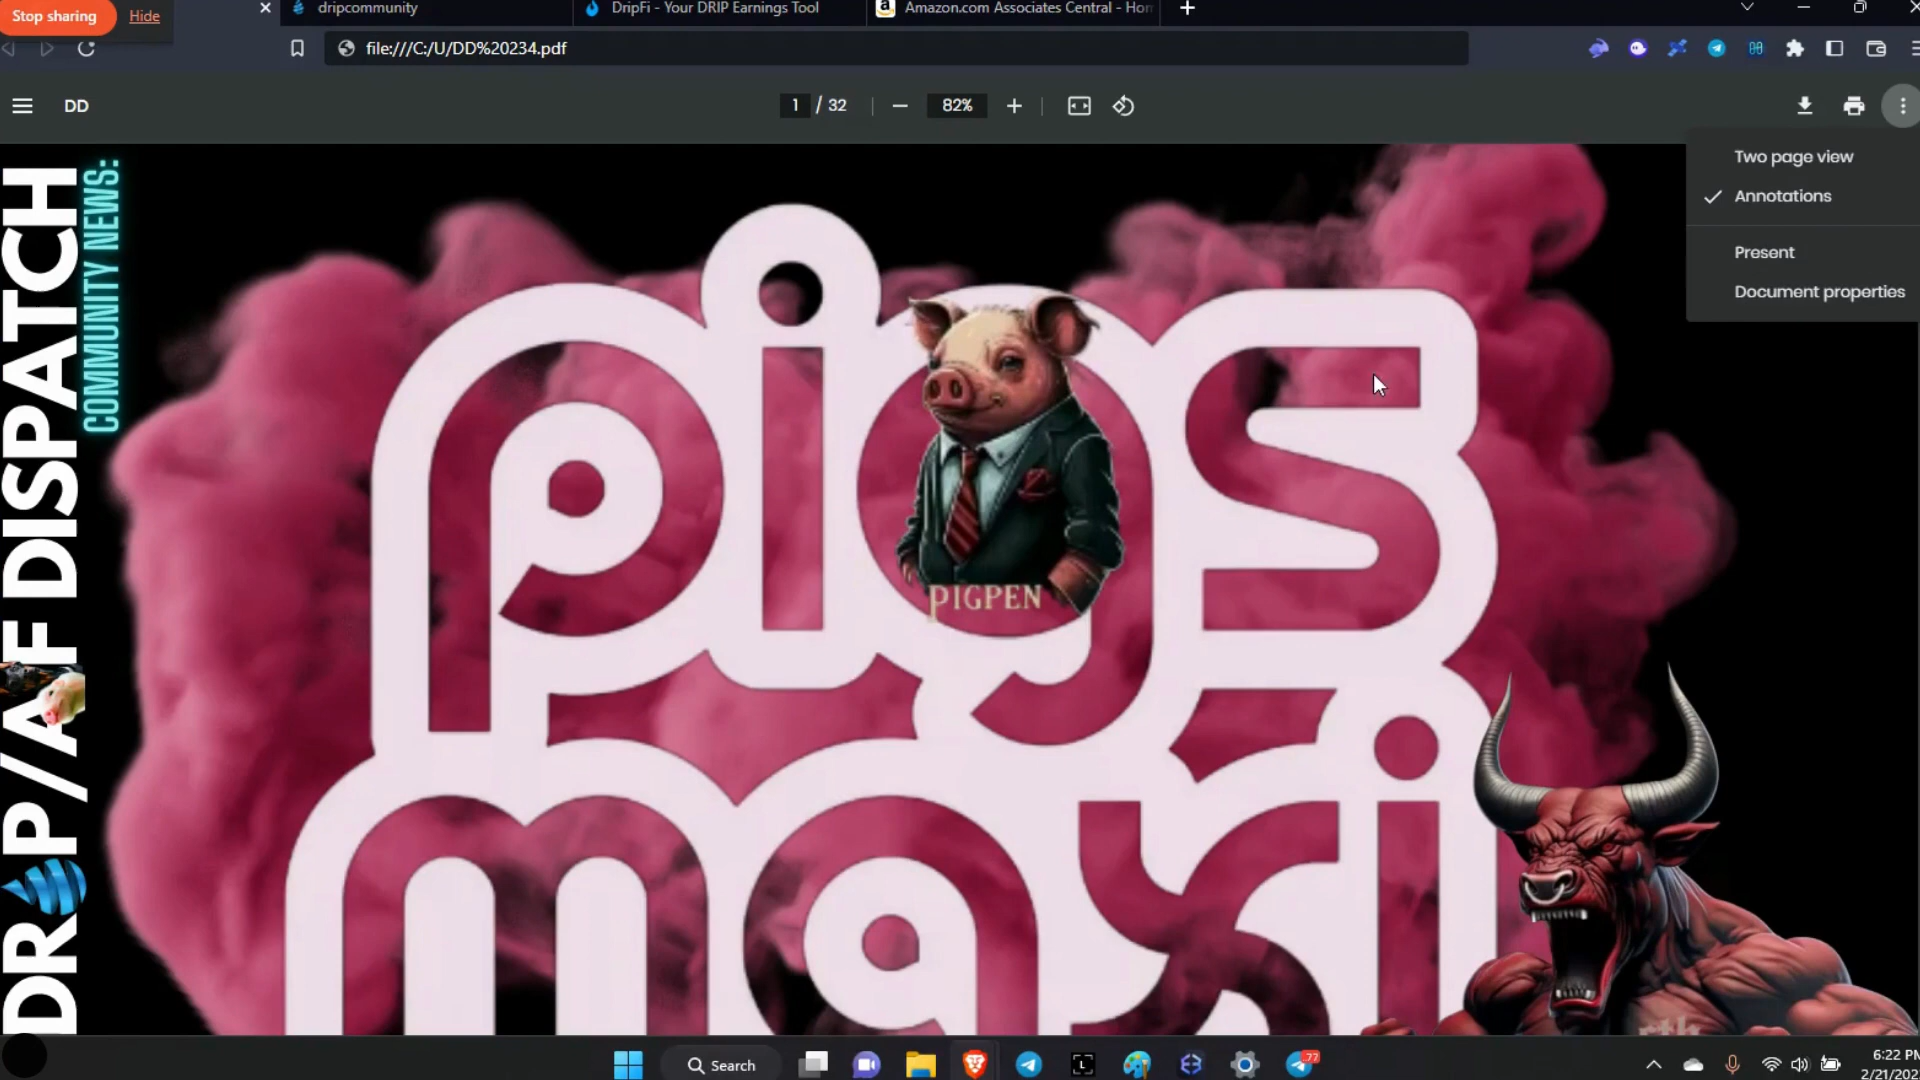 Stop sharing
Hide
dripcommunity
DripFi - Your DRIP Earnings Tool
Amazon.com Associates Central - Hom
file:///C:/U/DD%20234.pdf
DD
1 / 32
82%
Two page view
Annotations
Present
Document properties
DRIP/AF DISPATCH
COMMUNITY NEWS:
pigs
PIGPEN
maxi
Search
77
6:22 PM
2/21/202